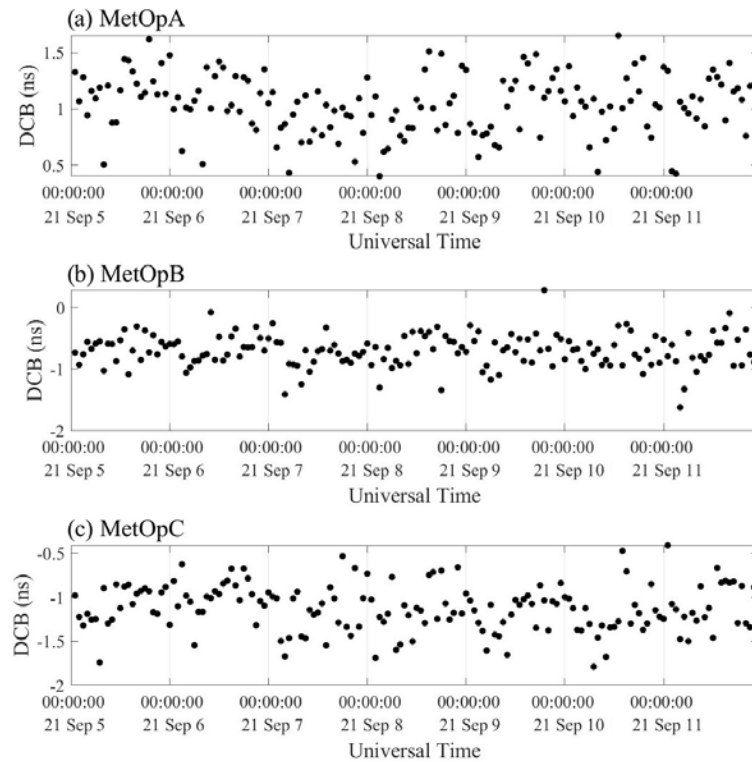 (a) MetOpA
DCB (ns)
1.5
1
0.5
00:00:00 00:00:00 00:00:00 00:00:00 00:00:00 00:00:00 00:00:00
21 Sep 5 21 Sep 6 21 Sep 7 21 Sep 8 21 Sep 9 21 Sep 10 21 Sep 11
Universal Time
(b) MetOpB
DCB (ns)
0
-1
-2
00:00:00 00:00:00 00:00:00 00:00:00 00:00:00 00:00:00 00:00:00
21 Sep 5 21 Sep 6 21 Sep 7 21 Sep 8 21 Sep 9 21 Sep 10 21 Sep 11
Universal Time
(c) MetOpC
DCB (ns)
-0.5
-1
-1.5
-2
00:00:00 00:00:00 00:00:00 00:00:00 00:00:00 00:00:00 00:00:00
21 Sep 5 21 Sep 6 21 Sep 7 21 Sep 8 21 Sep 9 21 Sep 10 21 Sep 11
Universal Time